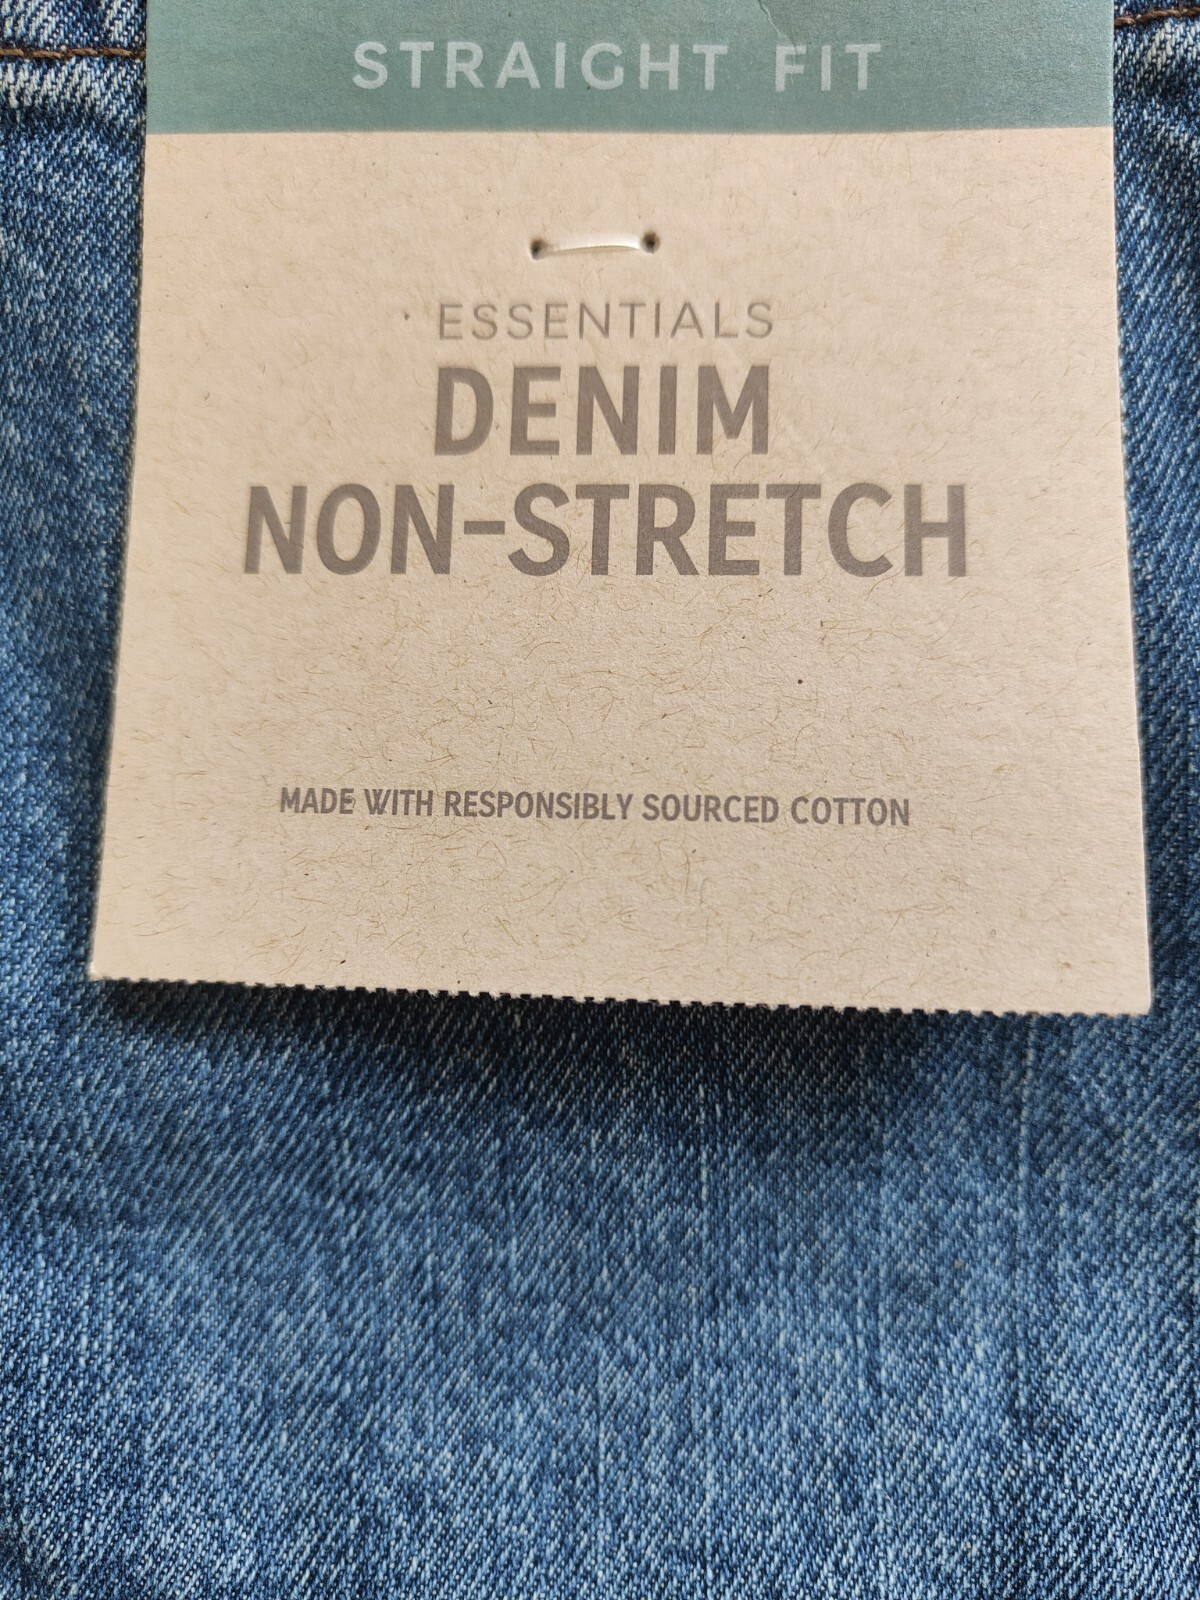 STRAIGHT FIT
ESSENTIALS
DENIM
NON-STRETCH
MADE WITH RESPONSIBLY SOURCED COTTON